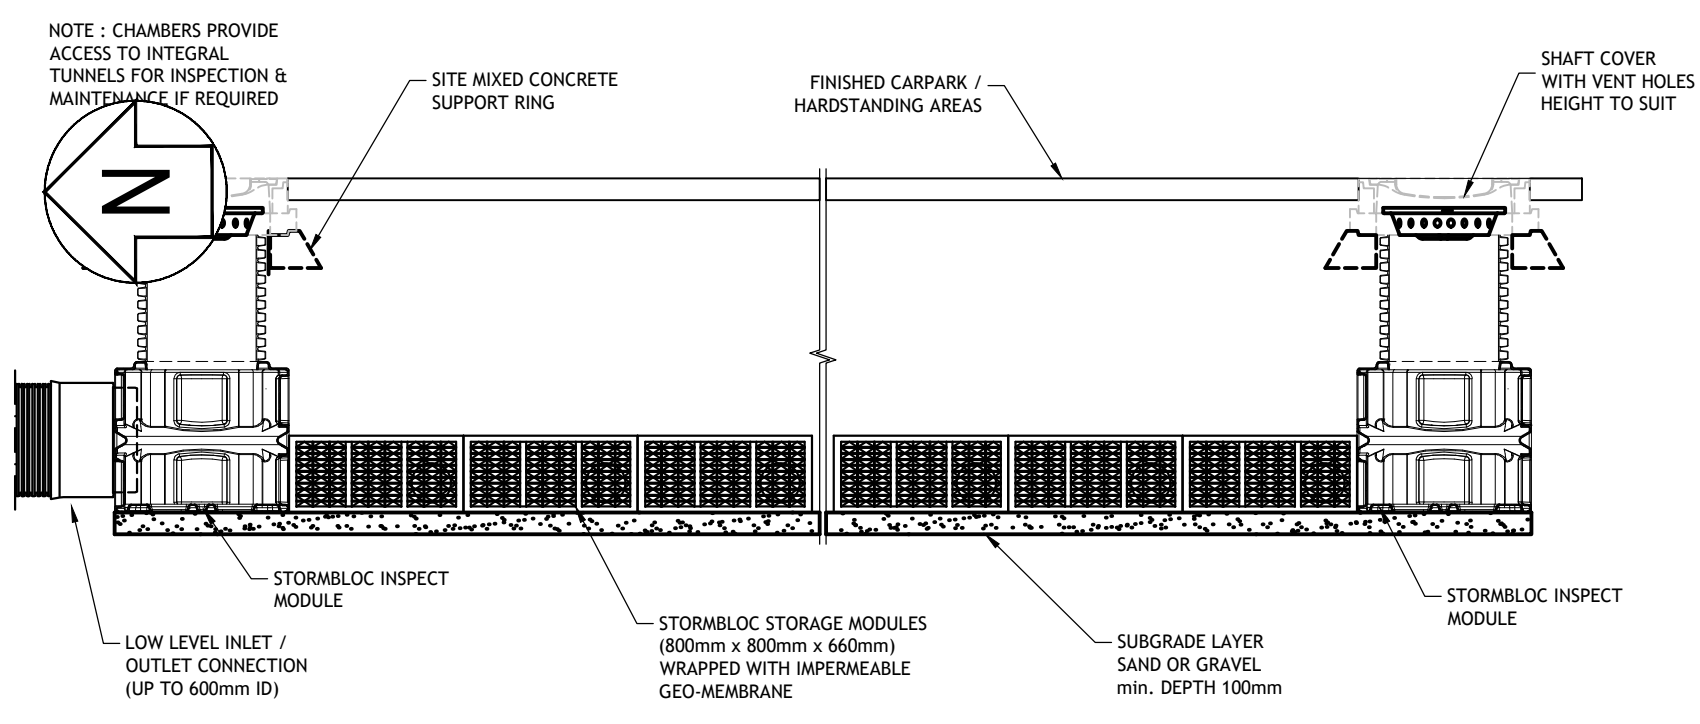 NOTE : CHAMBERS PROVIDE
ACCESS TO INTEGRAL
TUNNELS FOR INSPECTION &
MAINTENANCE IF REQUIRED
SITE MIXED CONCRETE
SUPPORT RING
FINISHED CARPARK /
HARDSTANDING AREAS
SHAFT COVER
WITH VENT HOLES
HEIGHT TO SUIT
N
STORMBLOC INSPECT
MODULE
LOW LEVEL INLET /
OUTLET CONNECTION
(UP TO 600mm ID)
STORMBLOC STORAGE MODULES
(800mm x 800mm x 660mm)
WRAPPED WITH IMPERMEABLE
GEO-MEMBRANE
SUBGRADE LAYER
SAND OR GRAVEL
min. DEPTH 100mm
STORMBLOC INSPECT
MODULE